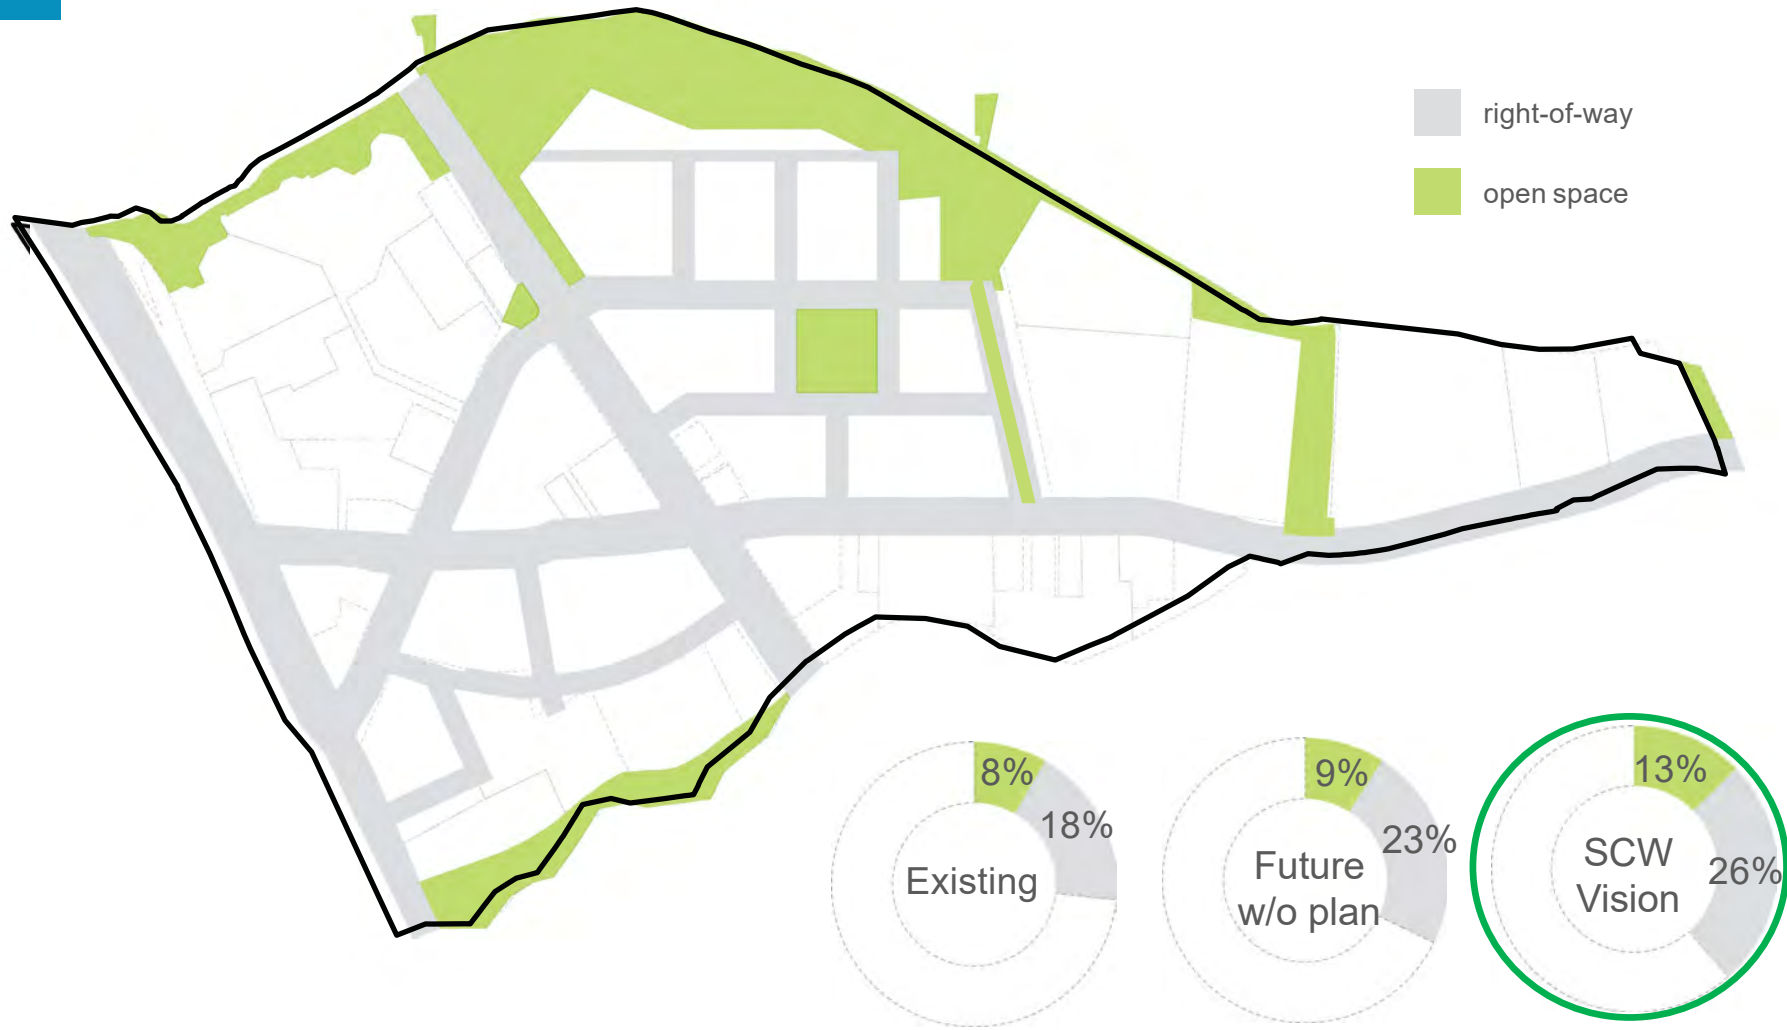 right-of-way
open space
8%
18%
Existing
9%
23%
Future
w/o plan
13%
26%
SCW
Vision